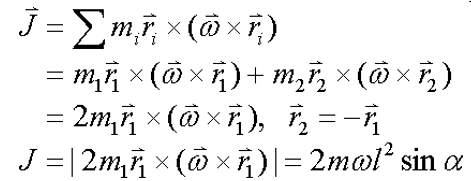 J⃗ = ∑ mᵢr⃗ᵢ × (ω⃗ × r⃗ᵢ)
= m₁r⃗₁ × (ω⃗ × r⃗₁) + m₂r⃗₂ × (ω⃗ × r⃗₂)
= 2m₁r⃗₁ × (ω⃗ × r⃗₁), r⃗₂ = −r⃗₁
J = | 2m₁r⃗₁ × (ω⃗ × r⃗₁) | = 2mωl² sin α